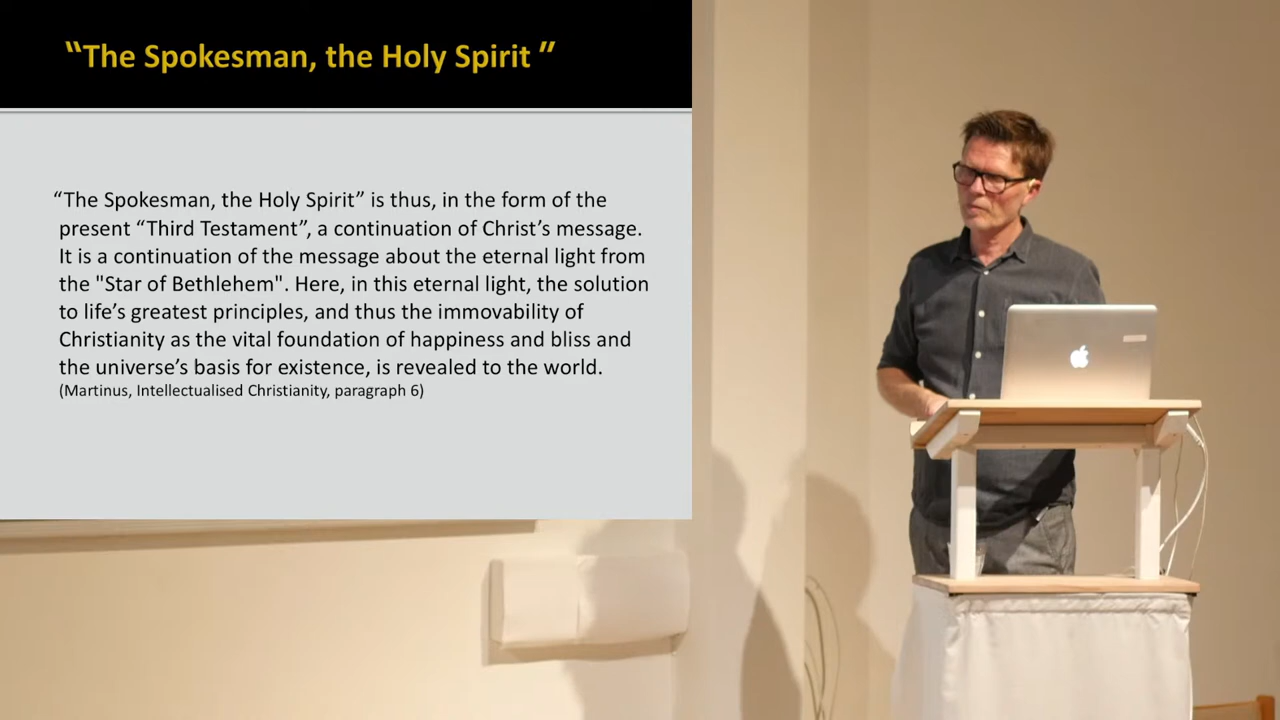 “The Spokesman, the Holy Spirit ”
“The Spokesman, the Holy Spirit” is thus, in the form of the
present “Third Testament”, a continuation of Christ’s message.
It is a continuation of the message about the eternal light from
the "Star of Bethlehem". Here, in this eternal light, the solution
to life’s greatest principles, and thus the immovability of
Christianity as the vital foundation of happiness and bliss and
the universe’s basis for existence, is revealed to the world.
(Martinus, Intellectualised Christianity, paragraph 6)